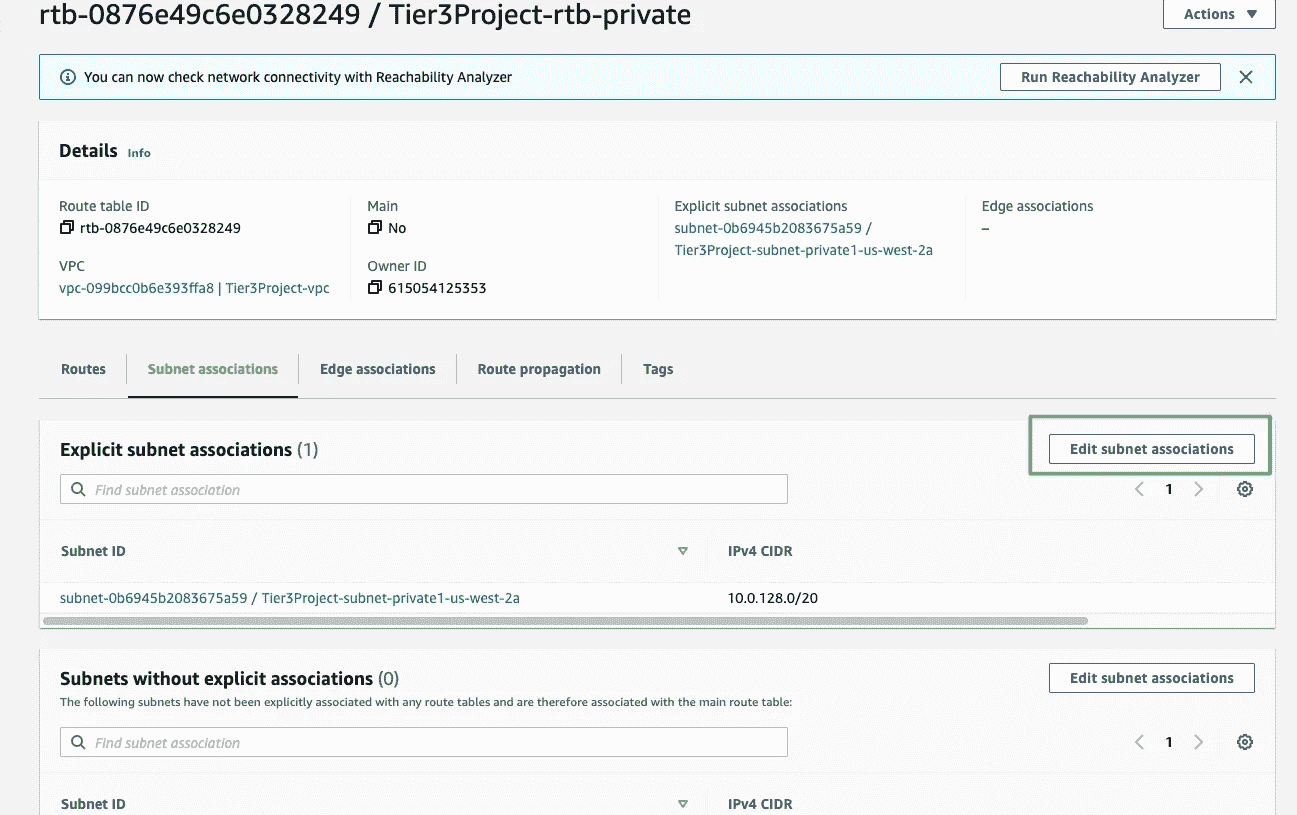 rtb-0876e49c6e0328249 / Tier3Project-rtb-private
Actions
You can now check network connectivity with Reachability Analyzer
Run Reachability Analyzer
Details Info
Route table ID
rtb-0876e49c6e0328249
Main
No
Explicit subnet associations
subnet-0b6945b2083675a59 /
Tier3Project-subnet-private1-us-west-2a
Edge associations
–
VPC
vpc-099bcc0b6e393ffa8 | Tier3Project-vpc
Owner ID
615054125353
Routes
Subnet associations
Edge associations
Route propagation
Tags
Explicit subnet associations (1)
Edit subnet associations
Find subnet association
1
Subnet ID
IPv4 CIDR
subnet-0b6945b2083675a59 / Tier3Project-subnet-private1-us-west-2a
10.0.128.0/20
Subnets without explicit associations (0)
Edit subnet associations
The following subnets have not been explicitly associated with any route tables and are therefore associated with the main route table:
Find subnet association
1
Subnet ID
IPv4 CIDR